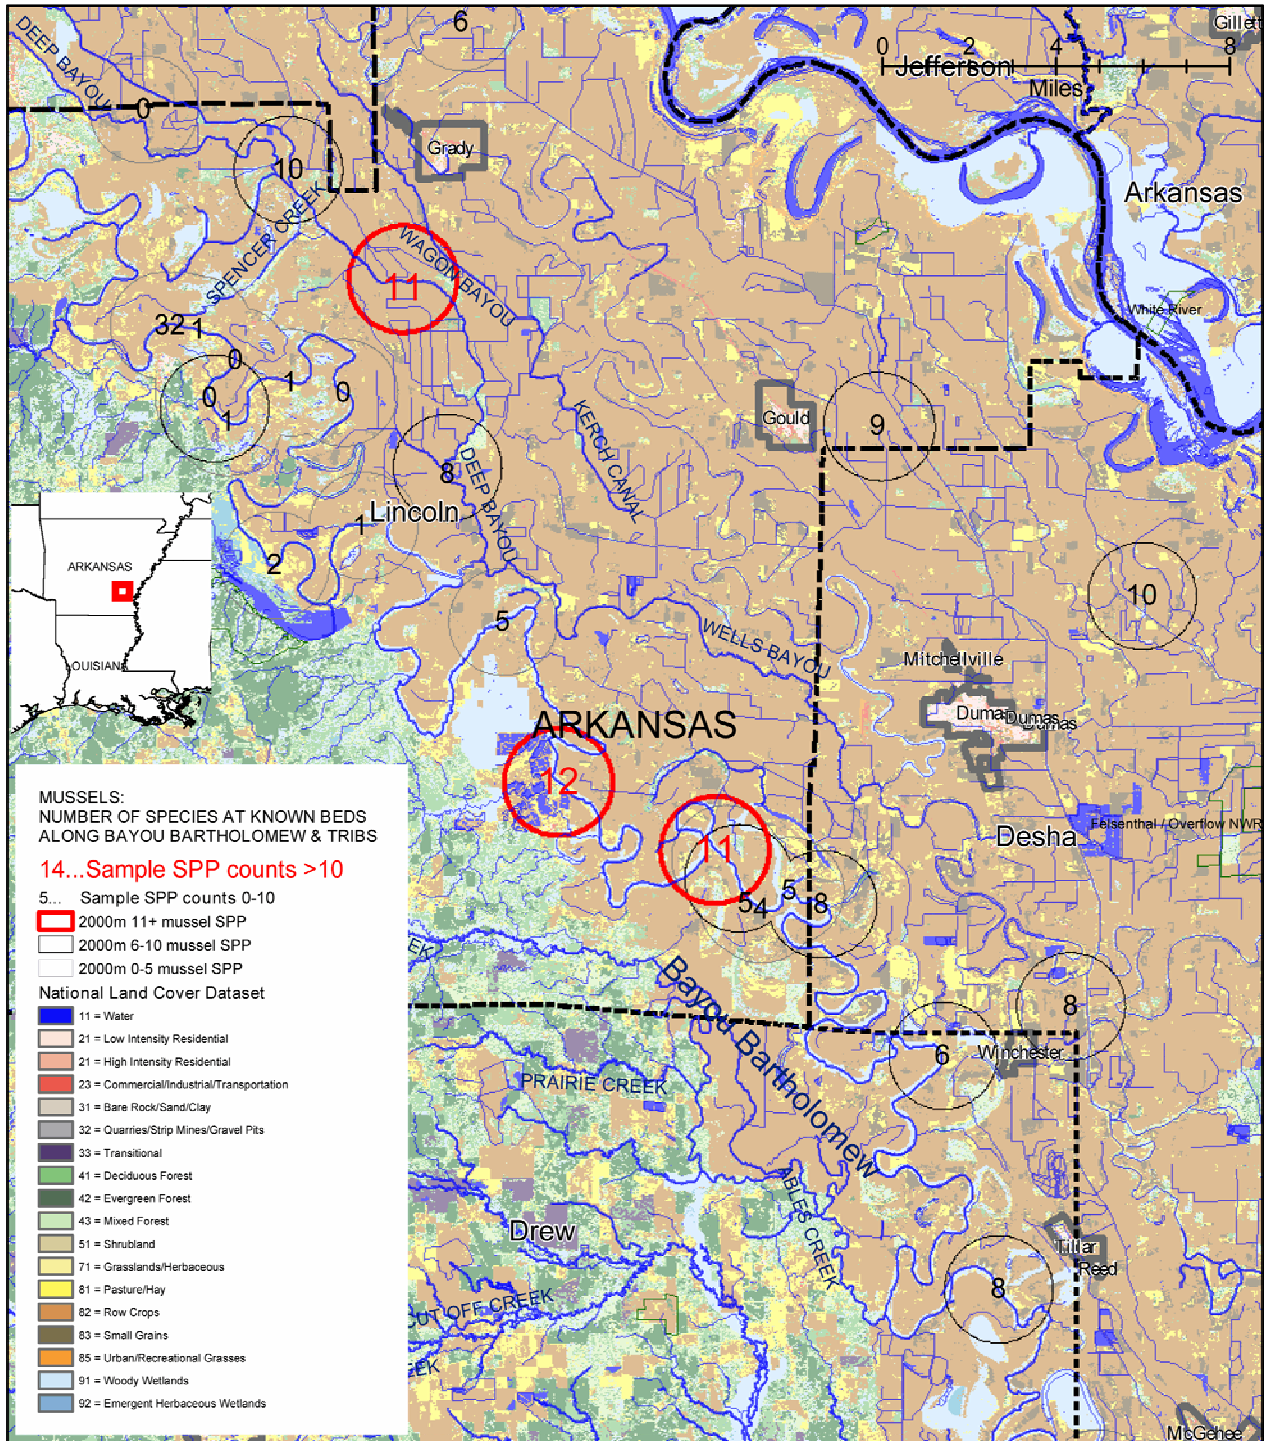 6
Gillett
DEEP BAYOU
0 2 4 8
Jefferson
Miles
0
Grady
10
Arkansas
SPENCER CREEK
WAGON BAYOU
11
White River
32 1
0
1
0
0
1
Gould
9
KERCH CANAL
8
DEEP BAYOU
Lincoln
1
2
ARKANSAS
10
5
WELLS BAYOU
Mitchellville
OUISIAN
Dumas
Dumas
Dumas
ARKANSAS
12
Felsenthal / Overflow NWR
Desha
11
5
8
54
MUSSELS:
NUMBER OF SPECIES AT KNOWN BEDS
ALONG BAYOU BARTHOLOMEW & TRIBS
14...Sample SPP counts >10
5... Sample SPP counts 0-10
2000m 11+ mussel SPP
2000m 6-10 mussel SPP
2000m 0-5 mussel SPP
National Land Cover Dataset
11 = Water
21 = Low Intensity Residential
21 = High Intensity Residential
23 = Commercial/Industrial/Transportation
31 = Bare Rock/Sand/Clay
32 = Quarries/Strip Mines/Gravel Pits
33 = Transitional
41 = Deciduous Forest
42 = Evergreen Forest
43 = Mixed Forest
51 = Shrubland
71 = Grasslands/Herbaceous
81 = Pasture/Hay
82 = Row Crops
83 = Small Grains
85 = Urban/Recreational Grasses
91 = Woody Wetlands
92 = Emergent Herbaceous Wetlands
EK
Bayou Bartholomew
8
6
Winchester
PRAIRIE CREEK
ABLES CREEK
Drew
Tillar
Reed
8
CUT OFF CREEK
EEK
McGehee